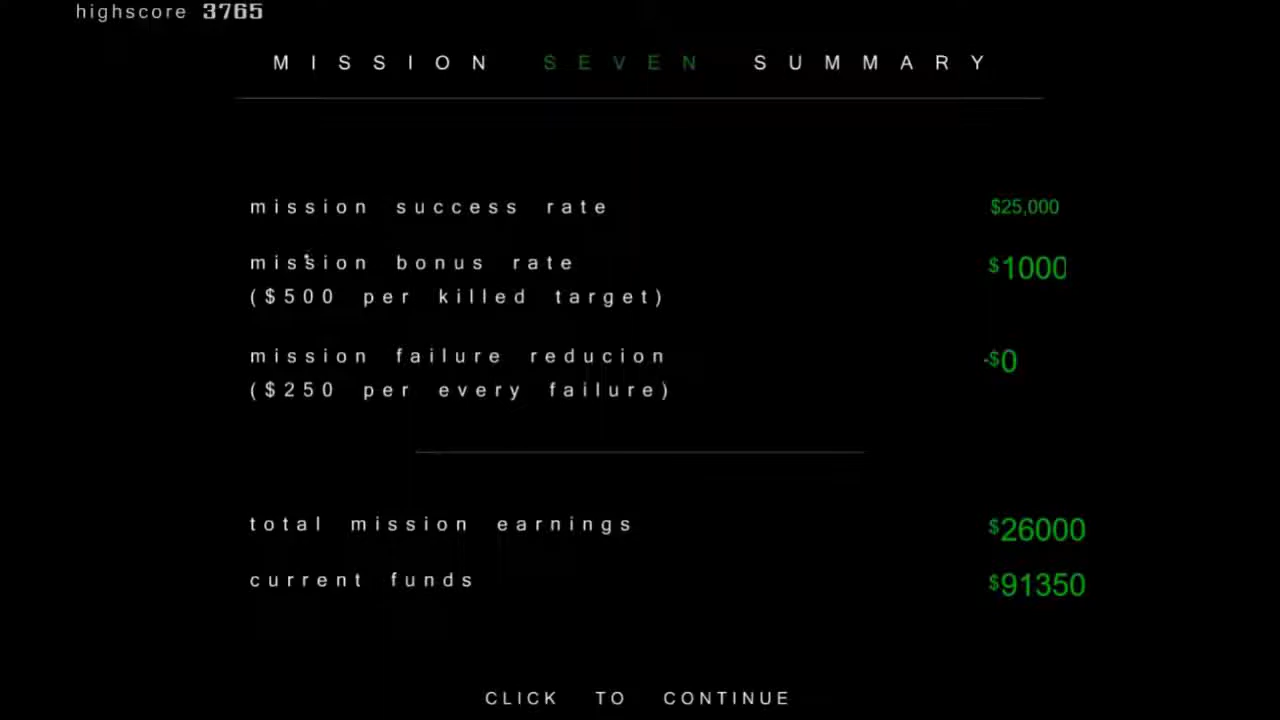 highscore 3765
MISSION SEVEN SUMMARY
mission success rate $25,000
mission bonus rate $1000
($500 per killed target)
mission failure reducion -$0
($250 per every failure)
total mission earnings $26000
current funds $91350
CLICK TO CONTINUE